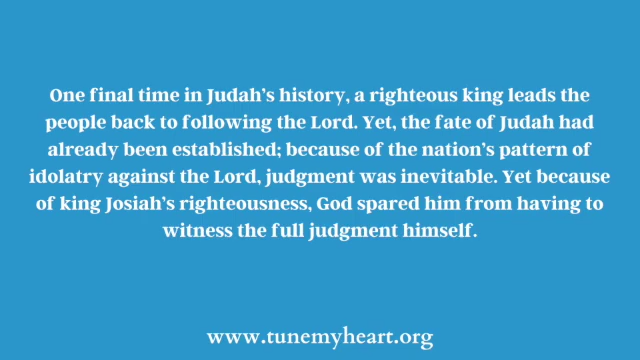 One final time in Judah’s history, a righteous king leads the
people back to following the Lord. Yet, the fate of Judah had
already been established; because of the nation’s pattern of
idolatry against the Lord, judgment was inevitable. Yet because
of king Josiah’s righteousness, God spared him from having to
witness the full judgment himself.
www.tunemyheart.org